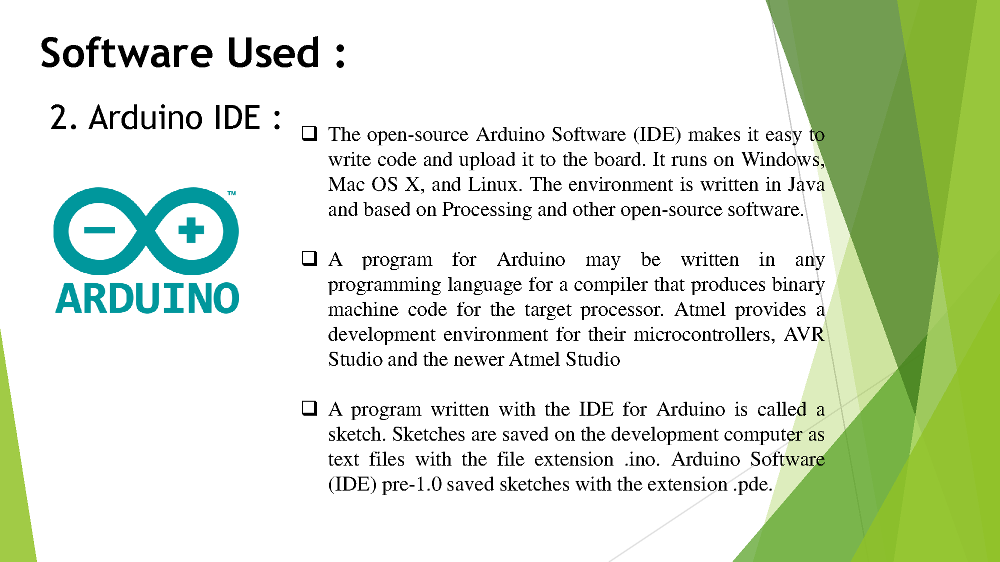 Software Used :
2. Arduino IDE :
❑ The open-source Arduino Software (IDE) makes it easy to
write code and upload it to the board. It runs on Windows,
Mac OS X, and Linux. The environment is written in Java
and based on Processing and other open-source software.
❑ A program for Arduino may be written in any
programming language for a compiler that produces binary
machine code for the target processor. Atmel provides a
development environment for their microcontrollers, AVR
Studio and the newer Atmel Studio
❑ A program written with the IDE for Arduino is called a
sketch. Sketches are saved on the development computer as
text files with the file extension .ino. Arduino Software
(IDE) pre-1.0 saved sketches with the extension .pde.
TM
ARDUINO